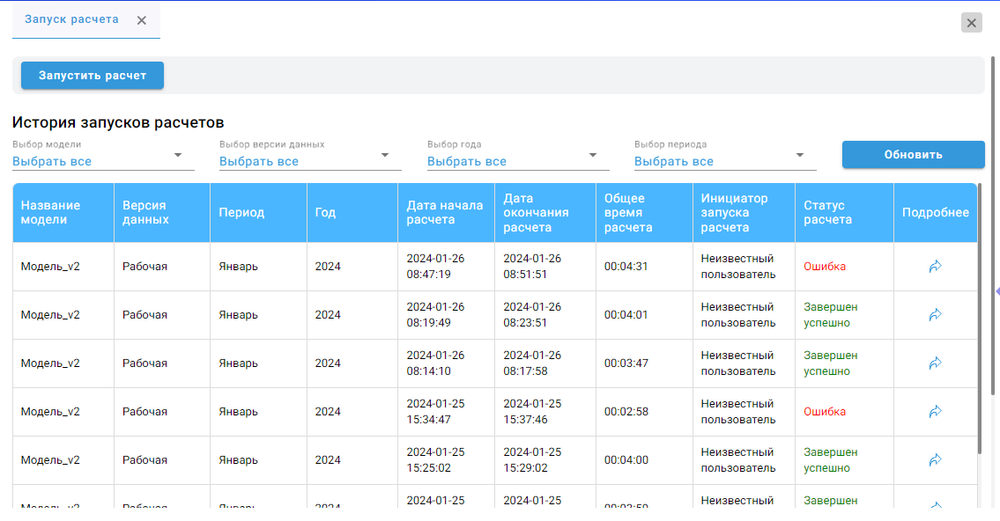 Запуск расчета
Запустить расчет
История запусков расчетов
Выбор модели
Выбрать все
Выбор версии данных
Выбрать все
Выбор года
Выбрать все
Выбор периода
Выбрать все
Обновить
Название модели Версия данных Период Год Дата начала расчета Дата окончания расчета Общее время расчета Инициатор запуска расчета Статус расчета Подробнее
Модель_v2 Рабочая Январь 2024 2024-01-26 08:47:19 2024-01-26 08:51:51 00:04:31 Неизвестный пользователь Ошибка
Модель_v2 Рабочая Январь 2024 2024-01-26 08:19:49 2024-01-26 08:23:51 00:04:01 Неизвестный пользователь Завершен успешно
Модель_v2 Рабочая Январь 2024 2024-01-26 08:14:10 2024-01-26 08:17:58 00:03:47 Неизвестный пользователь Завершен успешно
Модель_v2 Рабочая Январь 2024 2024-01-25 15:34:47 2024-01-25 15:37:46 00:02:58 Неизвестный пользователь Ошибка
Модель_v2 Рабочая Январь 2024 2024-01-25 15:25:02 2024-01-25 15:29:02 00:04:00 Неизвестный пользователь Завершен успешно
Модель_v2 Рабочая Январь 2024 2024-01-25 2024-01-25 Неизвестный Завершен